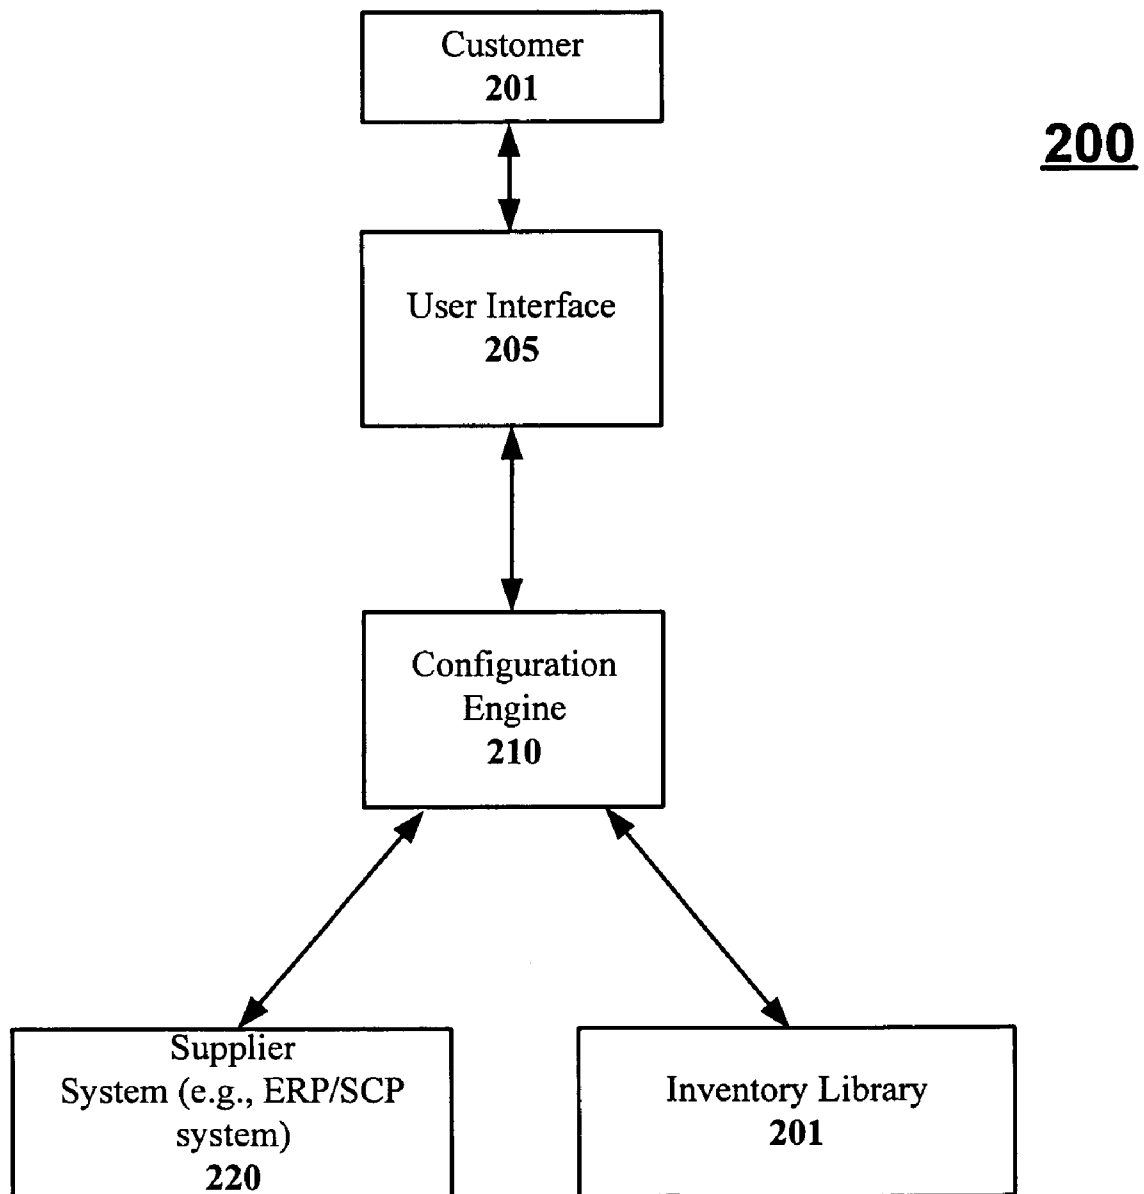 Customer
201
200
User Interface
205
Configuration
Engine
210
Supplier
System (e.g., ERP/SCP
system)
220
Inventory Library
201